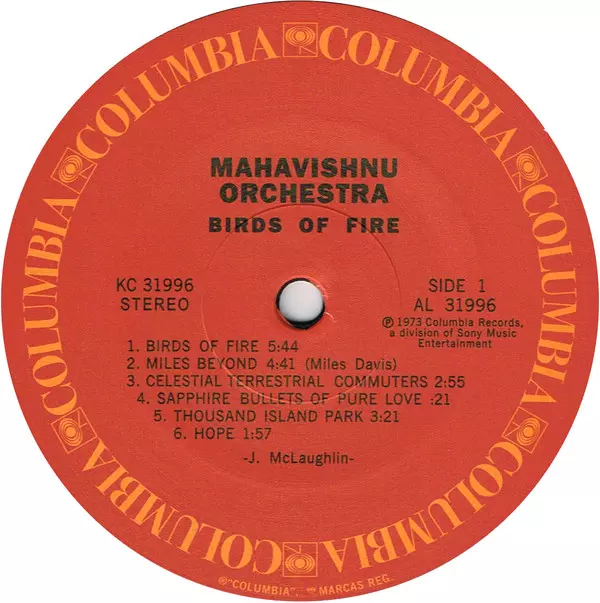 COLUMBIA COLUMBIA COLUMBIA COLUMBIA COLUMBIA COLUMBIA
MAHAVISHNU
ORCHESTRA
BIRDS OF FIRE
KC 31996
STEREO
SIDE 1
AL 31996
℗ 1973 Columbia Records,
a division of Sony Music
Entertainment
1. BIRDS OF FIRE 5:44
2. MILES BEYOND 4:41 (Miles Davis)
3. CELESTIAL TERRESTRIAL COMMUTERS 2:55
4. SAPPHIRE BULLETS OF PURE LOVE :21
5. THOUSAND ISLAND PARK 3:21
6. HOPE 1:57
-J. McLaughlin-
®"COLUMBIA", MARCAS REG.